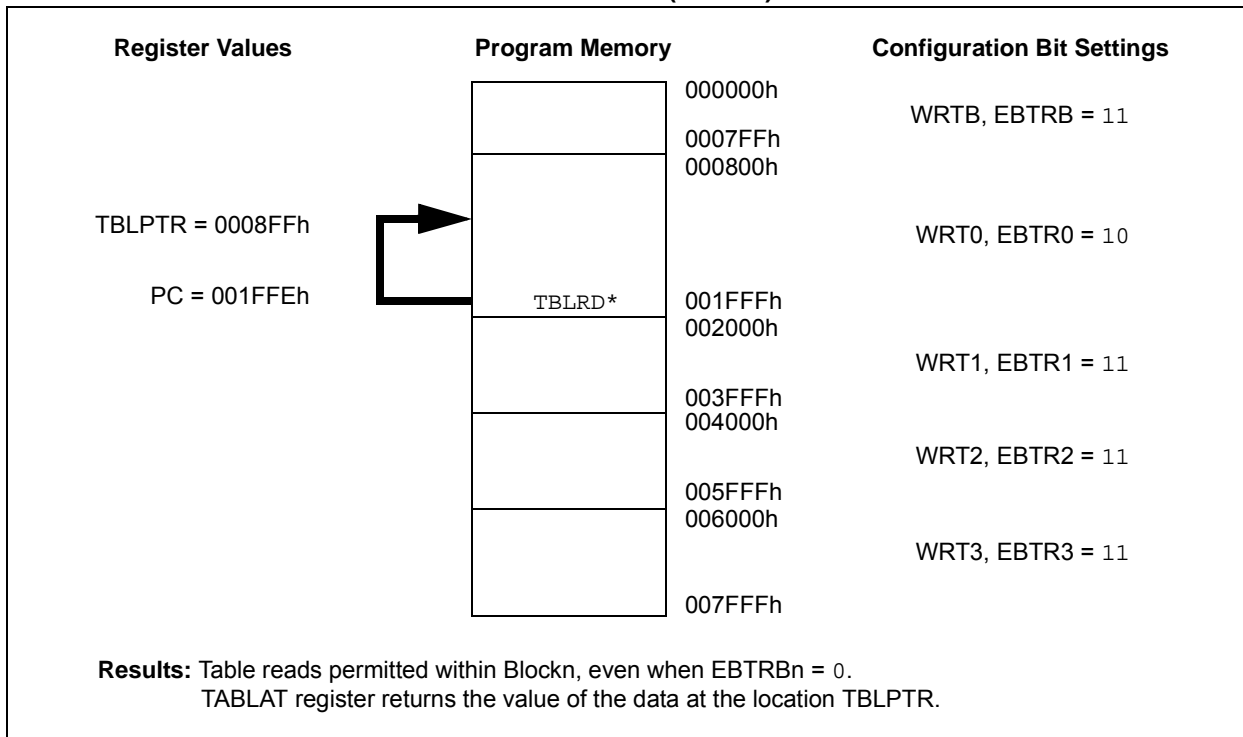 Register Values Program Memory Configuration Bit Settings
000000h
WRTB, EBTRB = 11
0007FFh
000800h
TBLPTR = 0008FFh
WRT0, EBTR0 = 10
PC = 001FFEh
TBLRD* 001FFFh
002000h
WRT1, EBTR1 = 11
003FFFh
004000h
WRT2, EBTR2 = 11
005FFFh
006000h
WRT3, EBTR3 = 11
007FFFh
Results: Table reads permitted within Blockn, even when EBTRBn = 0.
TABLAT register returns the value of the data at the location TBLPTR.